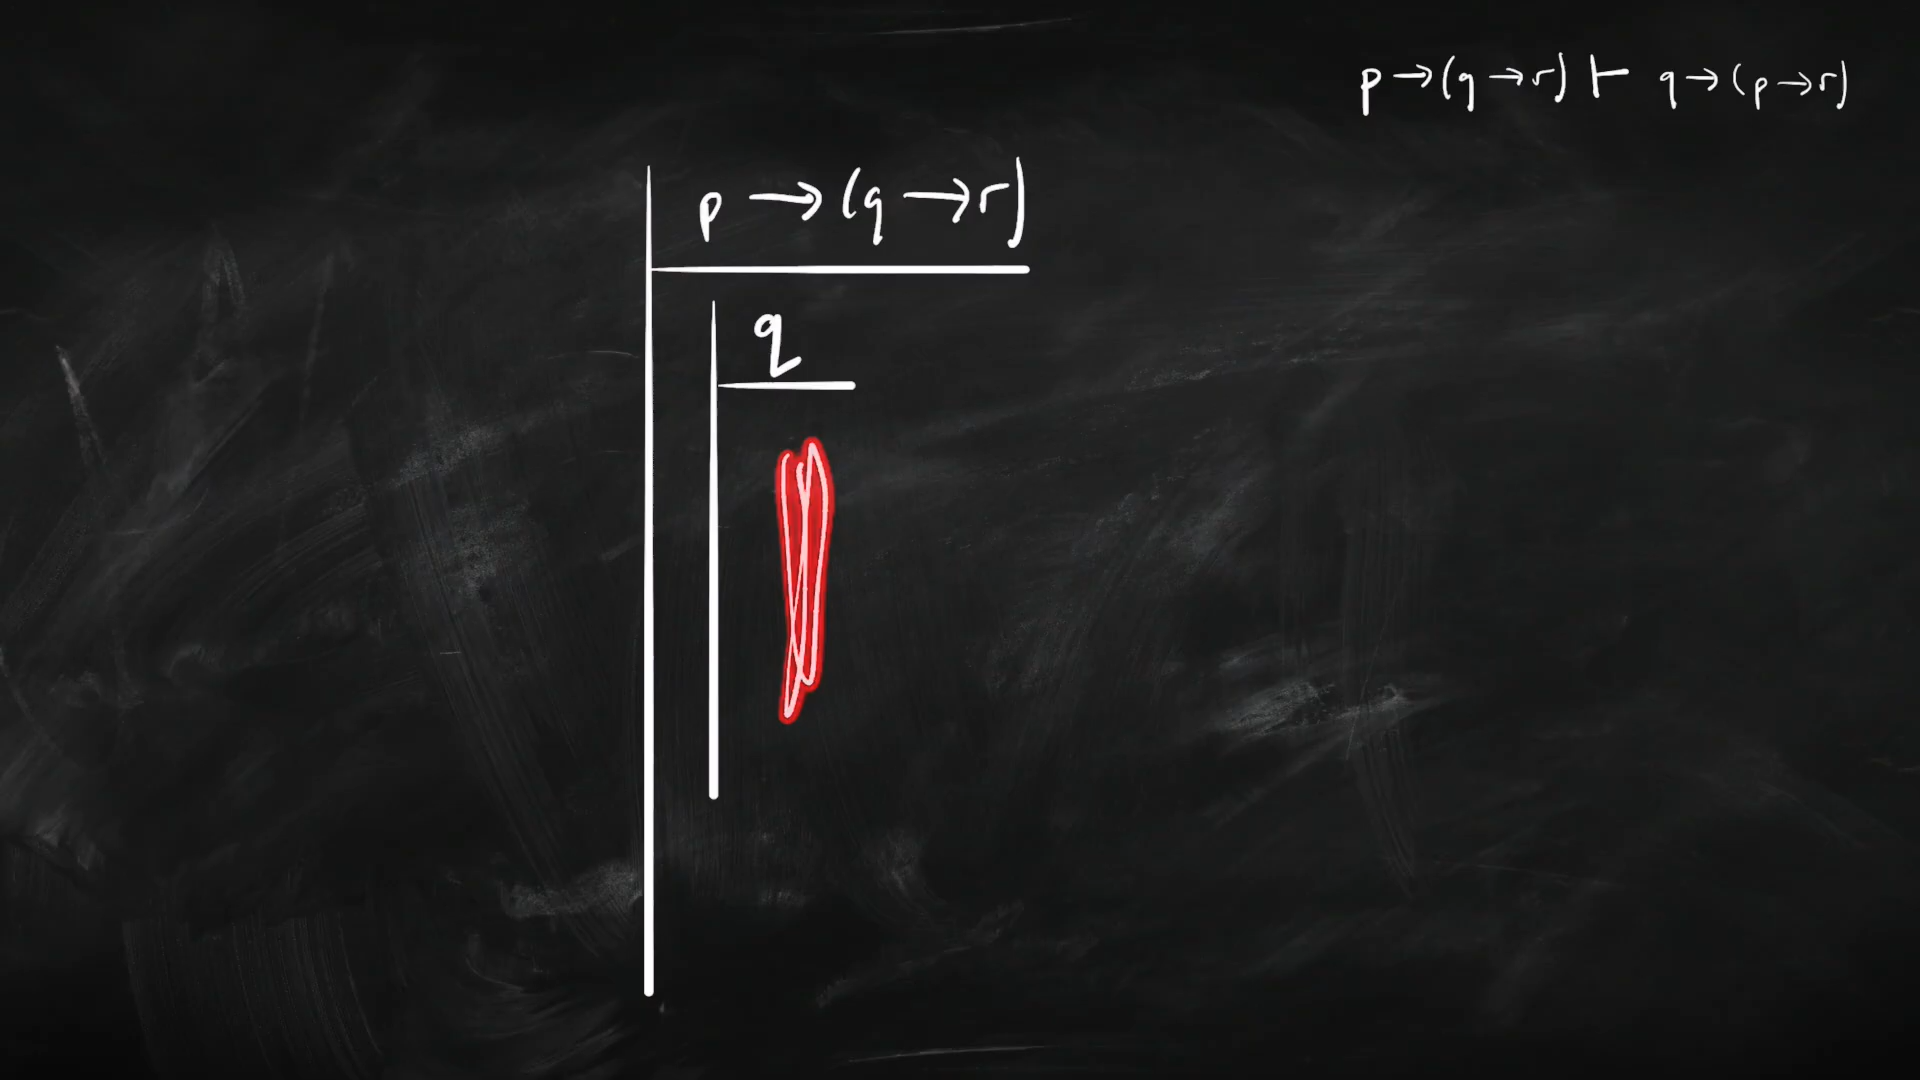 p → (q → r) ⊢ q → (p → r)
p → (q → r)
q